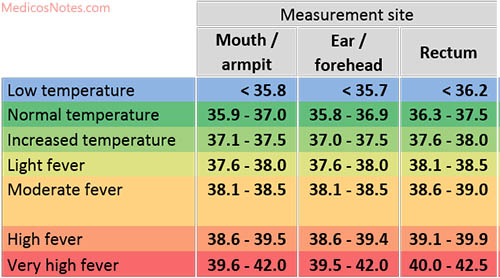 MedicosNotes.com
Measurement site
Mouth / armpit Ear / forehead Rectum
Low temperature < 35.8 < 35.7 < 36.2
Normal temperature 35.9 - 37.0 35.8 - 36.9 36.3 - 37.5
Increased temperature 37.1 - 37.5 37.0 - 37.5 37.6 - 38.0
Light fever 37.6 - 38.0 37.6 - 38.0 38.1 - 38.5
Moderate fever 38.1 - 38.5 38.1 - 38.5 38.6 - 39.0
High fever 38.6 - 39.5 38.6 - 39.4 39.1 - 39.9
Very high fever 39.6 - 42.0 39.5 - 42.0 40.0 - 42.5